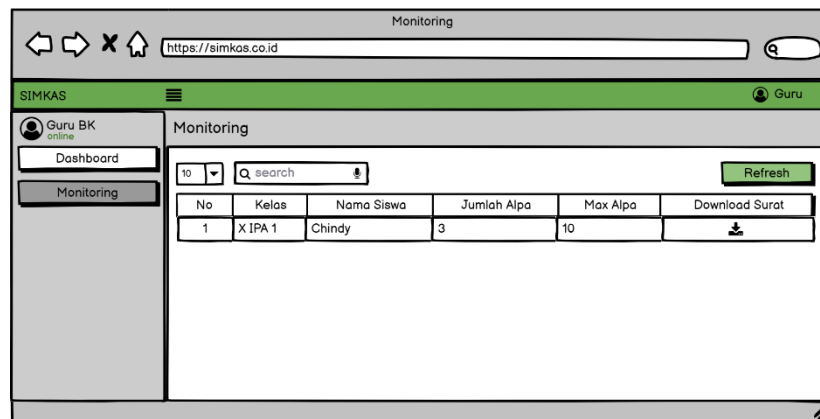 Monitoring
https://simkas.co.id
SIMKAS
Guru
Guru BK
online
Dashboard
Monitoring
Monitoring
10
search
Refresh
No Kelas Nama Siswa Jumlah Alpa Max Alpa Download Surat
1 X IPA 1 Chindy 3 10